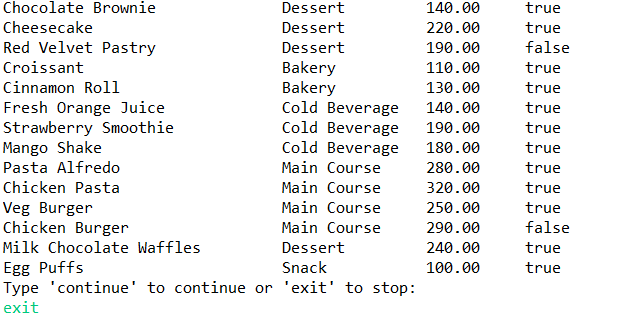 Chocolate Brownie Dessert 140.00 true
Cheesecake Dessert 220.00 true
Red Velvet Pastry Dessert 190.00 false
Croissant Bakery 110.00 true
Cinnamon Roll Bakery 130.00 true
Fresh Orange Juice Cold Beverage 140.00 true
Strawberry Smoothie Cold Beverage 190.00 true
Mango Shake Cold Beverage 180.00 true
Pasta Alfredo Main Course 280.00 true
Chicken Pasta Main Course 320.00 true
Veg Burger Main Course 250.00 true
Chicken Burger Main Course 290.00 false
Milk Chocolate Waffles Dessert 240.00 true
Egg Puffs Snack 100.00 true
Type 'continue' to continue or 'exit' to stop:
exit